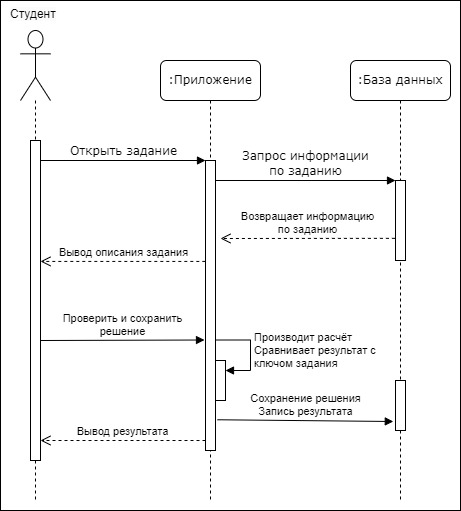 Студент
:Приложение
:База данных
Открыть задание
Запрос информации
по заданию
Возвращает информацию
по заданию
Вывод описания задания
Проверить и сохранить
решение
Производит расчёт
Сравнивает результат с
ключом задания
Сохранение решения
Запись результата
Вывод результата